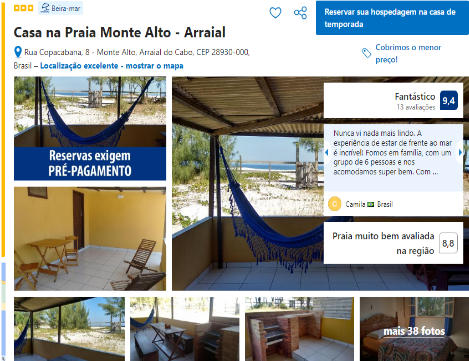 Beira-mar
Casa na Praia Monte Alto - Arraial
Rua Copacabana, 8 - Monte Alto, Arraial do Cabo, CEP 28930-000,
Brasil – Localização excelente - mostrar o mapa
Reservar sua hospedagem na casa de
temporada
Cobrimos o menor
preço!
Reservas exigem
PRÉ-PAGAMENTO
Fantástico
13 avaliações
9,4
Nunca vi nada mais lindo. A
experiência de estar de frente ao mar
é incrível! Fomos em família, com um
grupo de 6 pessoas e nos
acomodamos super bem. Com ...
C
Camila Brasil
Praia muito bem avaliada
na região
8,8
mais 38 fotos